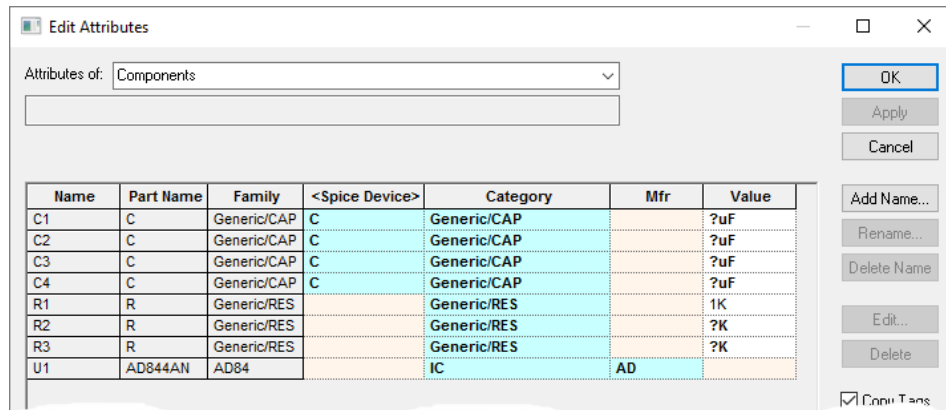 Edit Attributes
Attributes of: Components
OK
Apply
Cancel
Name Part Name Family <Spice Device> Category Mfr Value
C1 C Generic/CAP C Generic/CAP ?uF
C2 C Generic/CAP C Generic/CAP ?uF
C3 C Generic/CAP C Generic/CAP ?uF
C4 C Generic/CAP C Generic/CAP ?uF
R1 R Generic/RES Generic/RES 1K
R2 R Generic/RES Generic/RES ?K
R3 R Generic/RES Generic/RES ?K
U1 AD844AN AD84 IC AD
Add Name...
Rename...
Delete Name
Edit...
Delete
Copy Tags